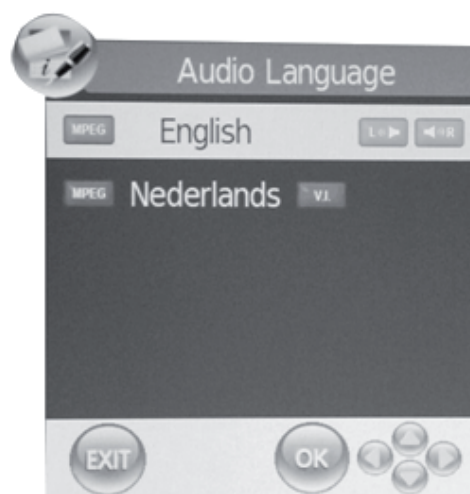 Audio Language
MPEG English L R
MPEG Nederlands V.I.
EXIT OK